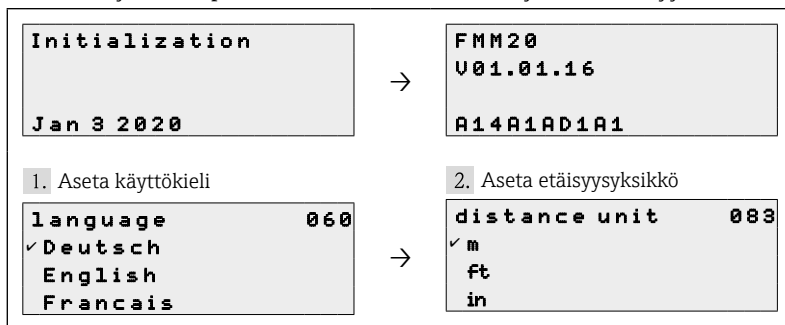 Initialization
Jan 3 2020
→
FMM20
V01.01.16
A14A1AD1A1
1. Aseta käyttökieli
language 060
✓Deutsch
English
Francais
→
2. Aseta etäisyysyksikkö
distance unit 083
✓ m
ft
in